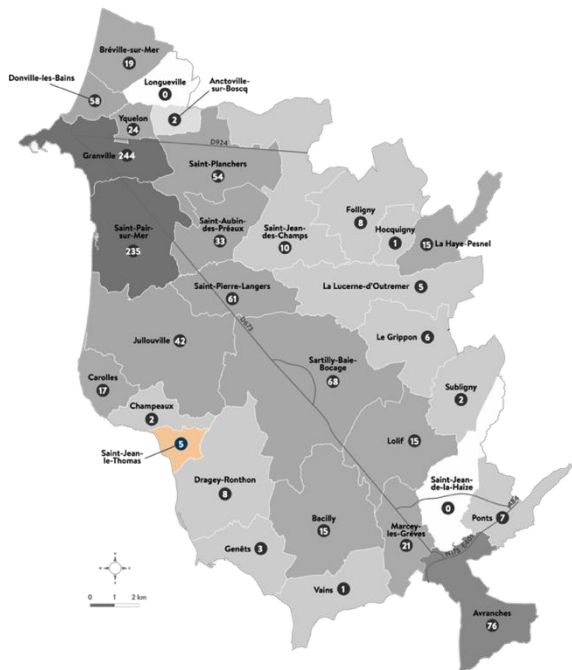 Bréville-sur-Mer
19
Donville-les-Bains
58
Longueville
0
Anctoville-
sur-Boscq
2
Yquelon
24
D924
Granville 244
Saint-Planchers
54
Saint-Pair-
sur-Mer
235
Saint-Aubin-
des-Préaux
33
Saint-Jean-
des-Champs
10
Folligny
8
Hocquigny
1
15 La Haye-Pesnel
Saint-Pierre-Langers
61
La Lucerne-d'Outremer 5
D673
Jullouville 42
Le Grippon 6
Sartilly-Baie-
Bocage
68
Carolles
17
Subligny
2
Champeaux
2
Saint-Jean-
le-Thomas
5
Lolif 15
Dragey-Ronthon
8
Saint-Jean-
de-la-Haize
0
Bacilly
15
Marcey-
les-Grèves
21
Ponts 7
Genêts 3
Vains 1
0 1 2 km
Avranches
76